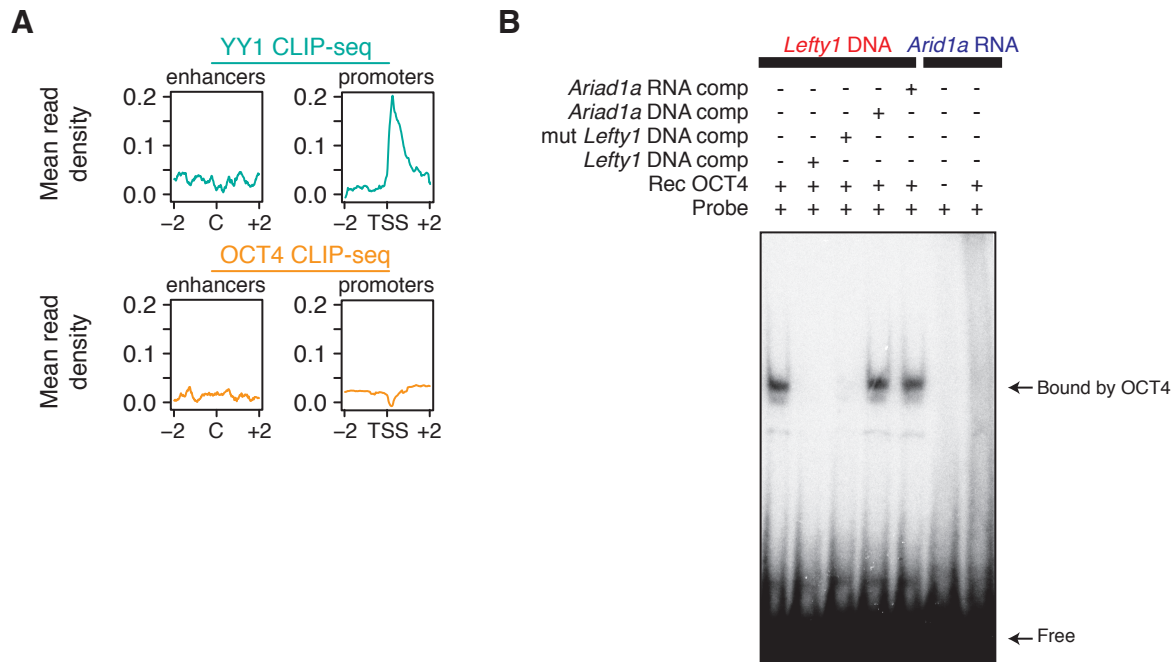 A
YY1 CLIP-seq
enhancers promoters
Mean read density
0.2
0.1
0.0
−2 C +2
0.2
0.1
0.0
−2 TSS +2
OCT4 CLIP-seq
enhancers promoters
Mean read density
0.2
0.1
0.0
−2 C +2
0.2
0.1
0.0
−2 TSS +2
B
Lefty1 DNA Arid1a RNA
Ariad1a RNA comp - - - - + - -
Ariad1a DNA comp - - - + - - -
mut Lefty1 DNA comp - - + - - - -
Lefty1 DNA comp - + - - - - -
Rec OCT4 + + + + + - +
Probe + + + + + + +
Bound by OCT4
Free